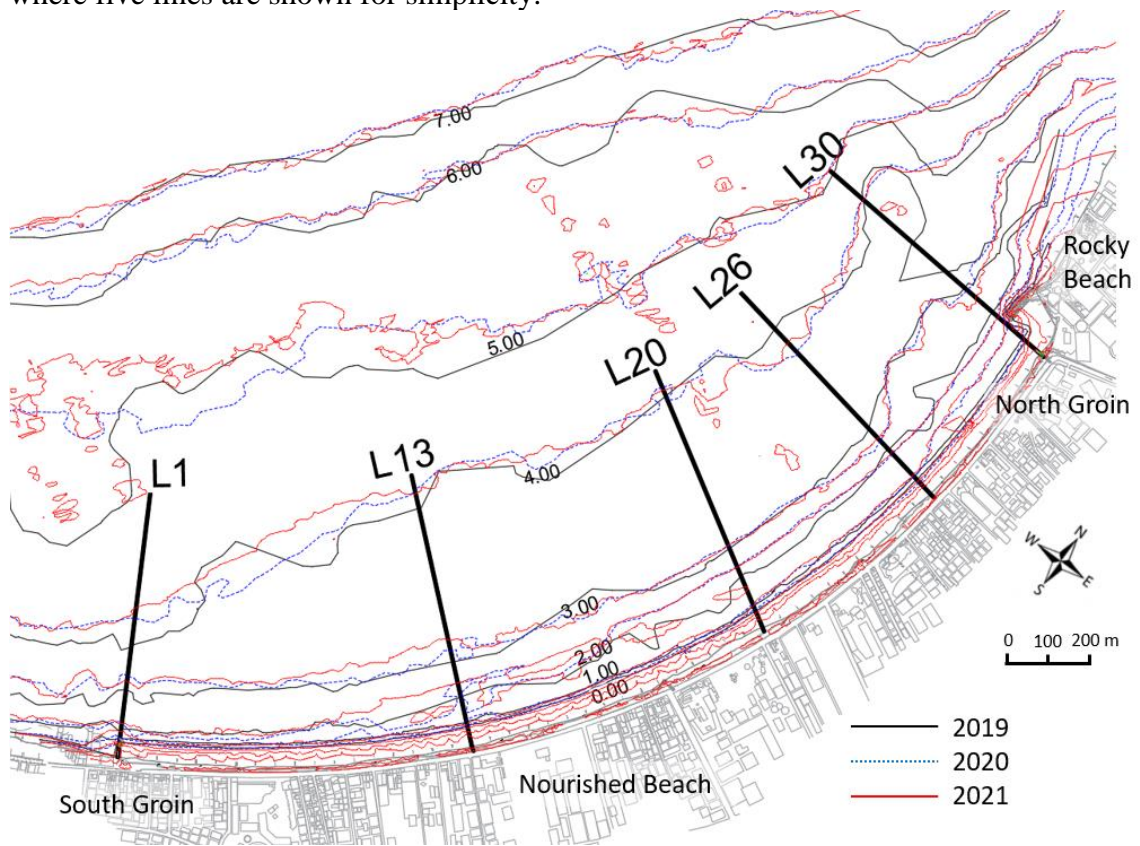 where five lines are shown for simplicity.
7.00
6.00
L30
Rocky
Beach
L26
5.00
L20
North Groin
L13
4.00
L1
N
W
E
S
3.00
2.00
1.00
0.00
0 100 200 m
Nourished Beach
South Groin
2019
2020
2021